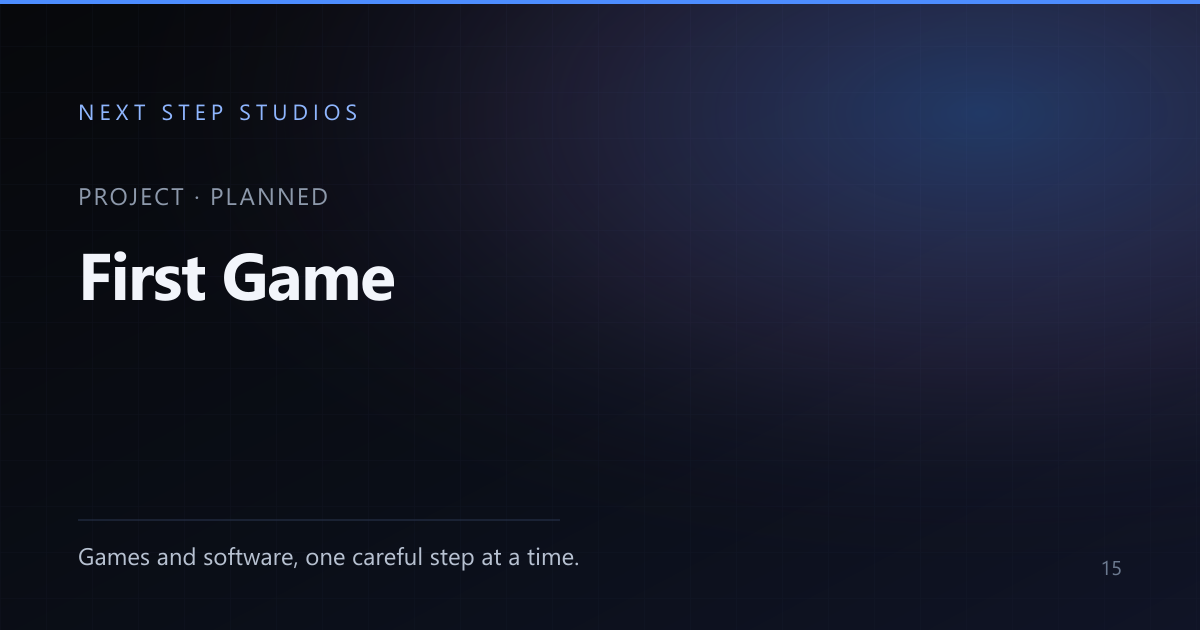 NEXT STEP STUDIOS
PROJECT · PLANNED
First Game
Games and software, one careful step at a time.
15